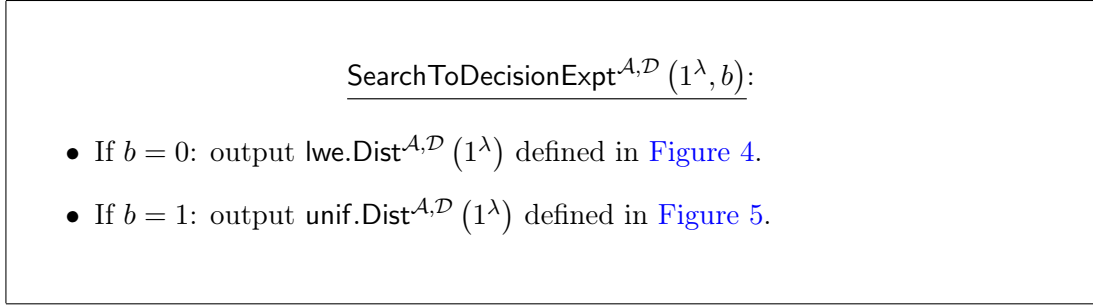 SearchToDecisionExpt^{𝒜,𝒟} (1^λ, b):
• If b = 0: output lwe.Dist^{𝒜,𝒟} (1^λ) defined in Figure 4.
• If b = 1: output unif.Dist^{𝒜,𝒟} (1^λ) defined in Figure 5.